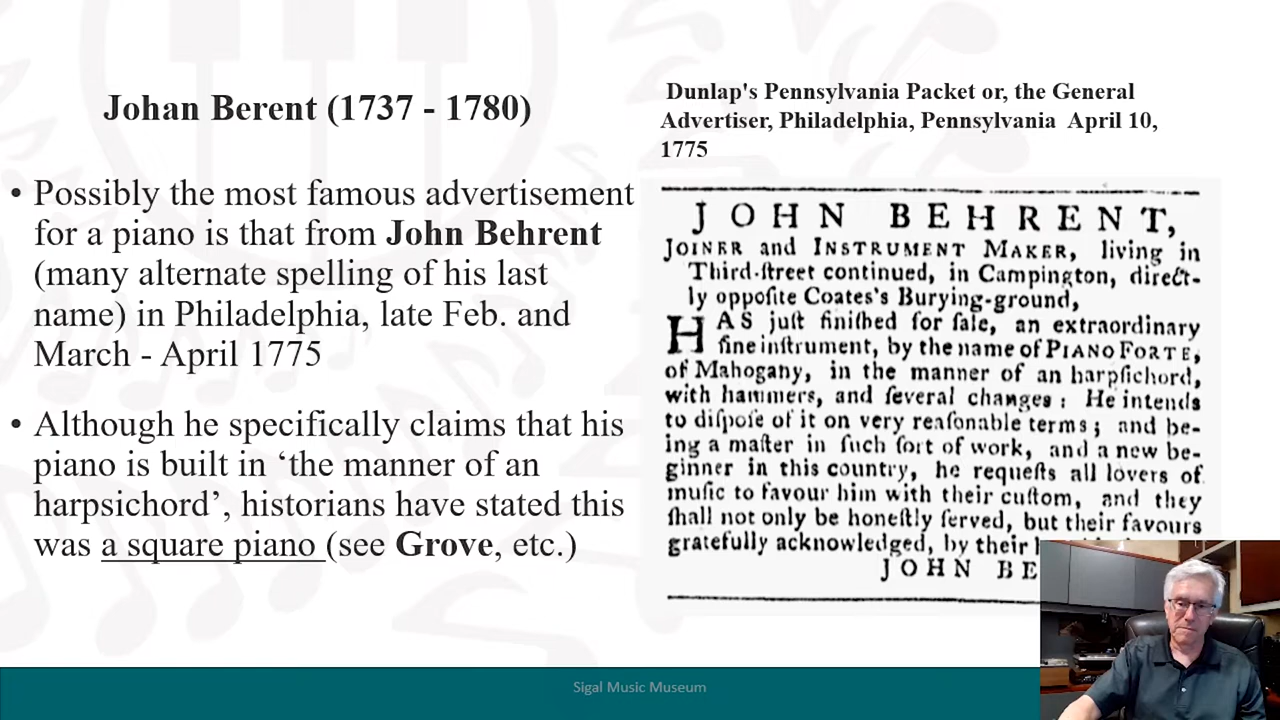 Johan Berent (1737 - 1780)
• Possibly the most famous advertisement
for a piano is that from John Behrent
(many alternate spelling of his last
name) in Philadelphia, late Feb. and
March - April 1775
• Although he specifically claims that his
piano is built in ‘the manner of an
harpsichord’, historians have stated this
was a square piano (see Grove, etc.)
Dunlap's Pennsylvania Packet or, the General
Advertiser, Philadelphia, Pennsylvania April 10,
1775
JOHN BEHRENT,
JOINER and INSTRUMENT MAKER, living in
Third-ſtreet continued, in Campington, direct-
ly oppoſite Coates's Burying-ground,
HAS juſt finiſhed for ſale, an extraordinary
fine inſtrument, by the name of PIANO FORTE,
of Mahogany, in the manner of an harpſichord,
with hammers, and ſeveral changes: He intends
to diſpoſe of it on very reaſonable terms; and be-
ing a maſter in ſuch ſort of work, and a new be-
ginner in this country, he requeſts all lovers of
muſic to favour him with their cuſtom, and they
ſhall not only be honeſtly ſerved, but their favours
gratefully acknowledged, by their
JOHN BE
Sigal Music Museum